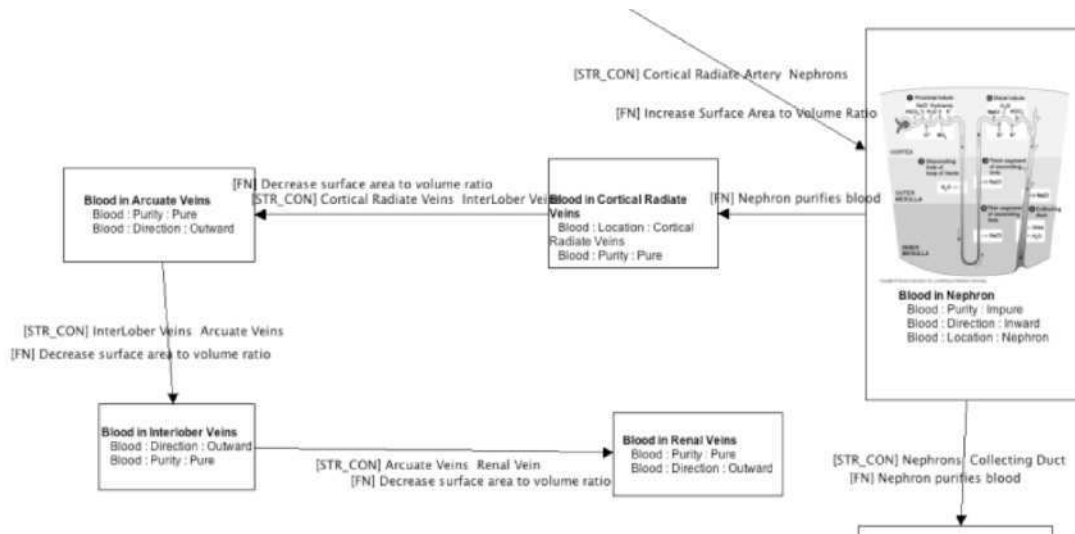 [STR_CON] Cortical Radiate Artery Nephrons
[FN] Increase Surface Area to Volume Ratio
CORTEX
OUTER
MEDULLA
INNER
MEDULLA
Blood in Nephron
Blood : Purity : Impure
Blood : Direction : Inward
Blood : Location : Nephron
[FN] Nephron purifies blood
Blood in Cortical Radiate
Veins
Blood : Location : Cortical
Radiate Veins
Blood : Purity : Pure
[FN] Decrease surface area to volume ratio
[STR_CON] Cortical Radiate Veins InterLober Veins
Blood in Arcuate Veins
Blood : Purity : Pure
Blood : Direction : Outward
[STR_CON] InterLober Veins Arcuate Veins
[FN] Decrease surface area to volume ratio
Blood in Interlober Veins
Blood : Direction : Outward
Blood : Purity : Pure
[STR_CON] Arcuate Veins Renal Vein
[FN] Decrease surface area to volume ratio
Blood in Renal Veins
Blood : Purity : Pure
Blood : Direction : Outward
[STR_CON] Nephrons Collecting Duct
[FN] Nephron purifies blood